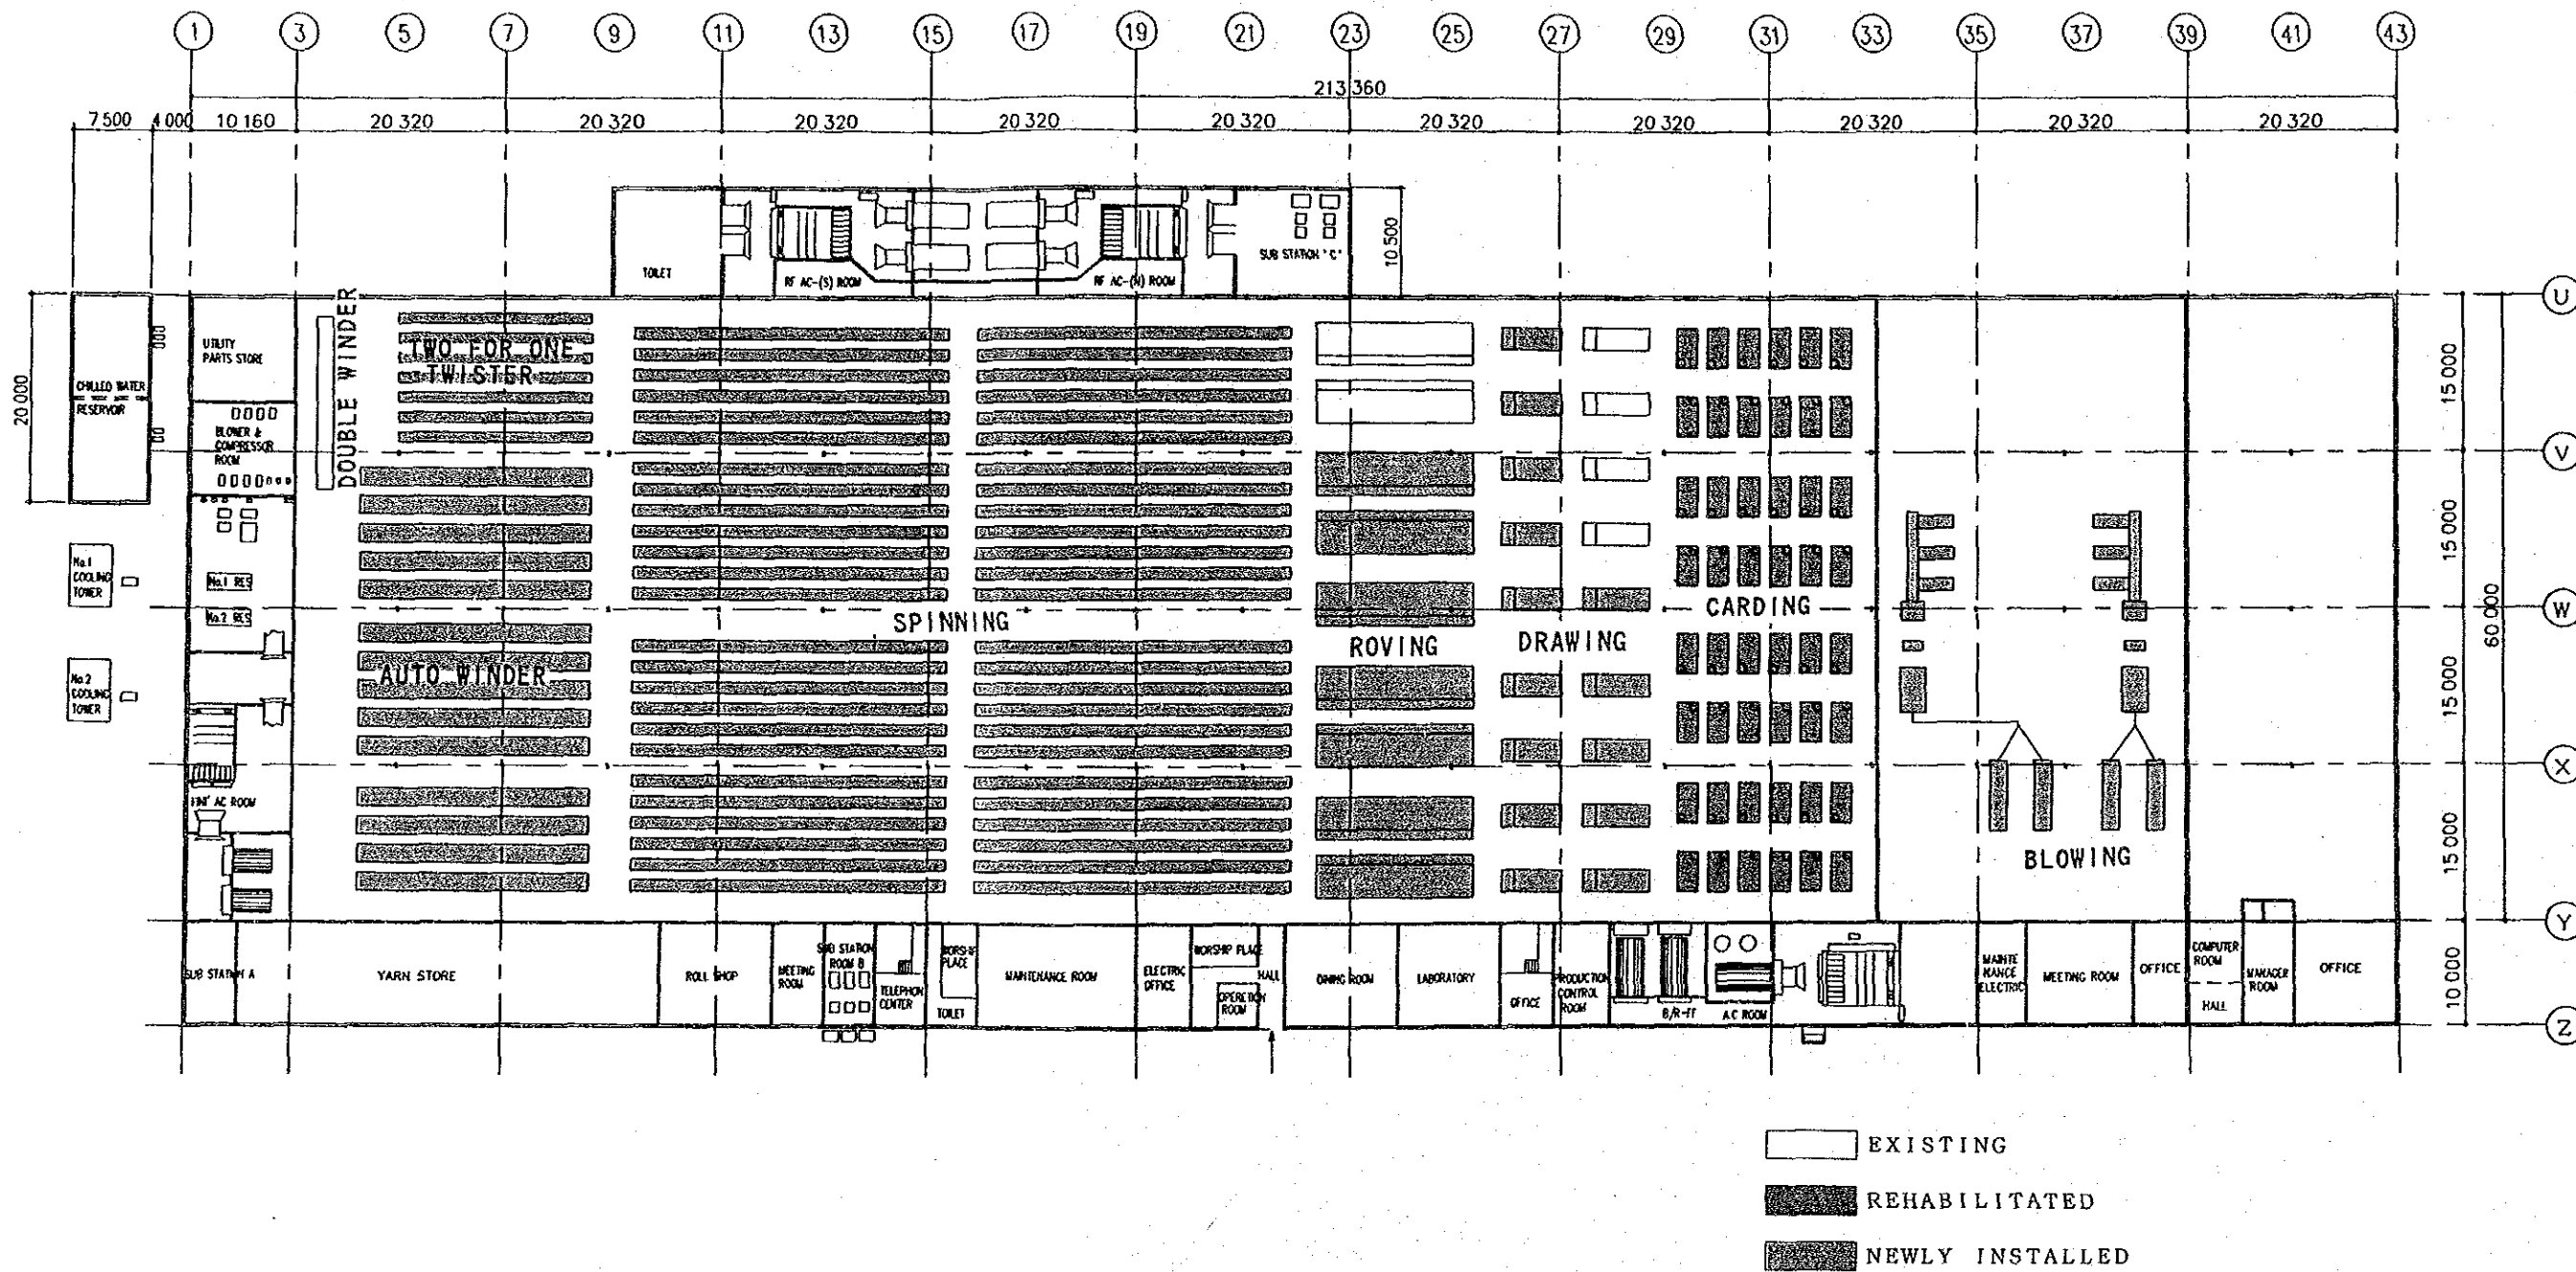 1 3 5 7 9 11 13 15 17 19 21 23 25 27 29 31 33 35 37 39 41 43
213 360
7 500 4 000 10 160 20 320 20 320 20 320 20 320 20 320 20 320 20 320 20 320 20 320 20 320
TOILET
RF AC-(S) ROOM
RF AC-(N) ROOM
SUB STATION "C"
10 500
U
V
W
X
Y
Z
15 000
15 000
15 000
15 000
60 000
10 000
20 000
CHILLED WATER
RESERVOIR
UTILITY
PARTS STORE
BLOWER &
COMPRESSOR
ROOM
DOUBLE WINDER
TWO FOR ONE
TWISTER
No.1
COOLING
TOWER
No.1 RES
No.2 RES
No.2
COOLING
TOWER
AUTO WINDER
SPINNING
ROVING
DRAWING
CARDING
BLOWING
AC ROOM
SUB STATION A
YARN STORE
ROLL SHOP
MEETING
ROOM
SUB STATION
ROOM B
TELEPHON
CENTER
WORSHIP
PLACE
TOILET
MAINTENANCE ROOM
ELECTRIC
OFFICE
WORSHIP PLACE
HALL
OPERETION
ROOM
DINING ROOM
LABORATORY
OFFICE
PRODUCTION
CONTROL
ROOM
B/R-FF
A.C ROOM
MAINTE
NANCE
ELECTRIC
MEETING ROOM
OFFICE
COMPUTER
ROOM
HALL
MANAGER
ROOM
OFFICE
EXISTING
REHABILITATED
NEWLY INSTALLED